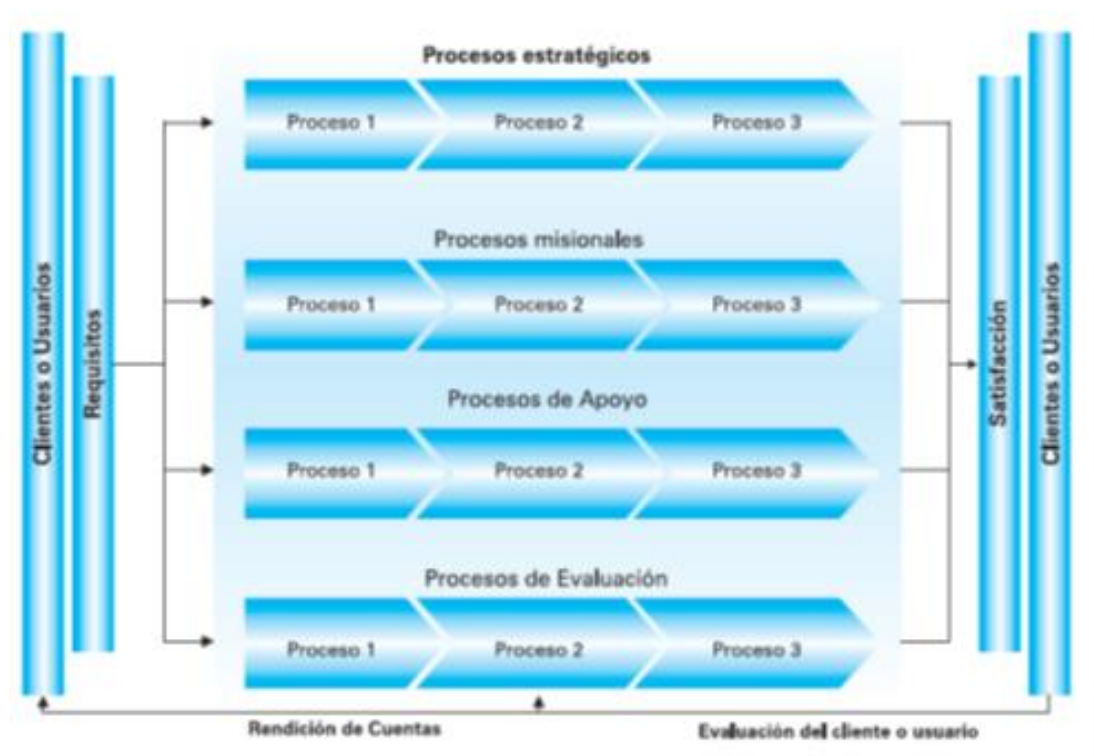 Clientes o Usuarios
Requisitos
Procesos estratégicos
Proceso 1
Proceso 2
Proceso 3
Procesos misionales
Proceso 1
Proceso 2
Proceso 3
Procesos de Apoyo
Proceso 1
Proceso 2
Proceso 3
Procesos de Evaluación
Proceso 1
Proceso 2
Proceso 3
Satisfacción
Clientes o Usuarios
Rendición de Cuentas
Evaluación del cliente o usuario